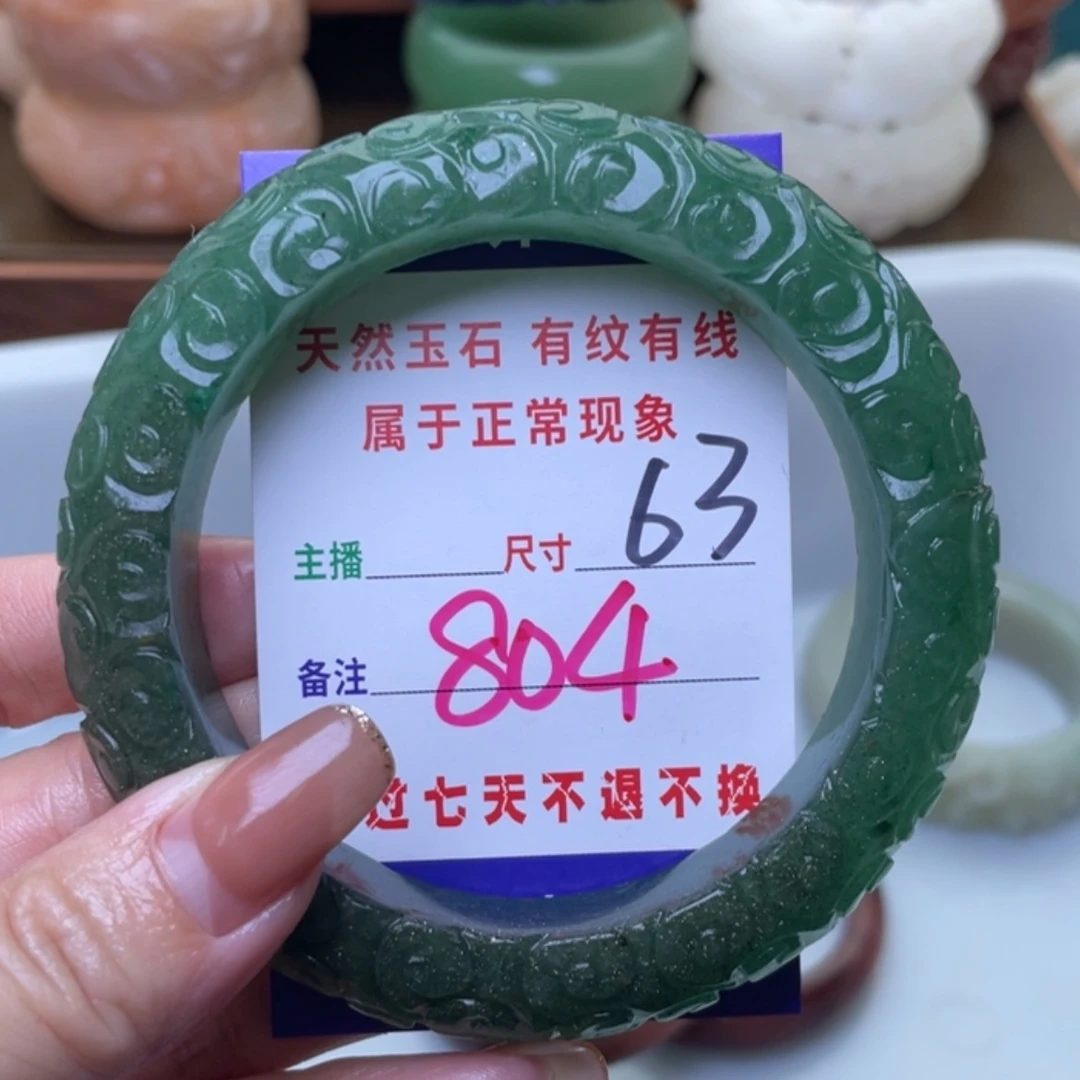 天然玉石 有纹有线
属于正常现象
主播 尺寸 63
备注 804
过七天不退不换